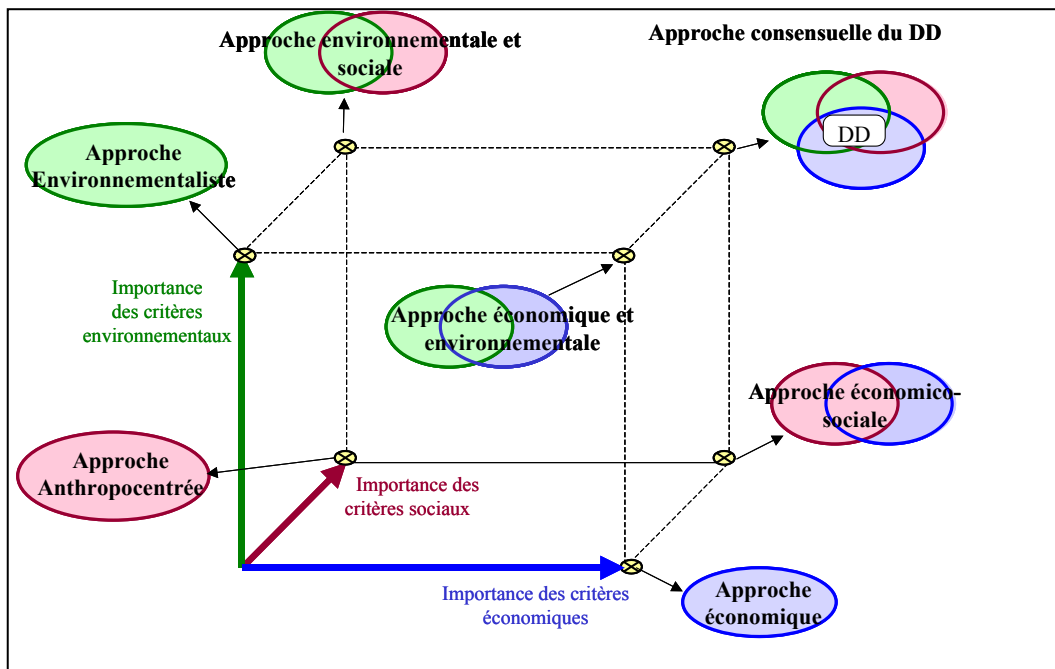 Approche environnementale et
sociale
Approche consensuelle du DD
DD
Approche
Environnementaliste
Importance
des critères
environnementaux
Approche économique et
environnementale
Approche économico-
sociale
Approche
Anthropocentrée
Importance des
critères sociaux
Importance des critères
économiques
Approche
économique